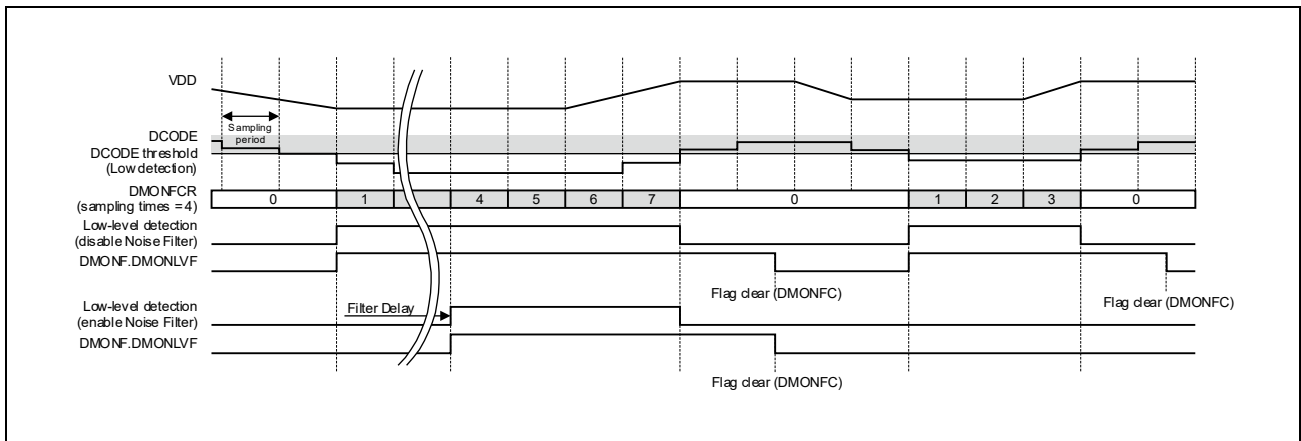 VDD
Sampling
period
DCODE
DCODE threshold
(Low detection)
DMONFCR
(sampling times = 4)
0 1 4 5 6 7 0 1 2 3 0
Low-level detection
(disable Noise Filter)
DMONF.DMONLVF
Flag clear (DMONFC)
Flag clear (DMONFC)
Low-level detection
(enable Noise Filter)
Filter Delay
DMONF.DMONLVF
Flag clear (DMONFC)